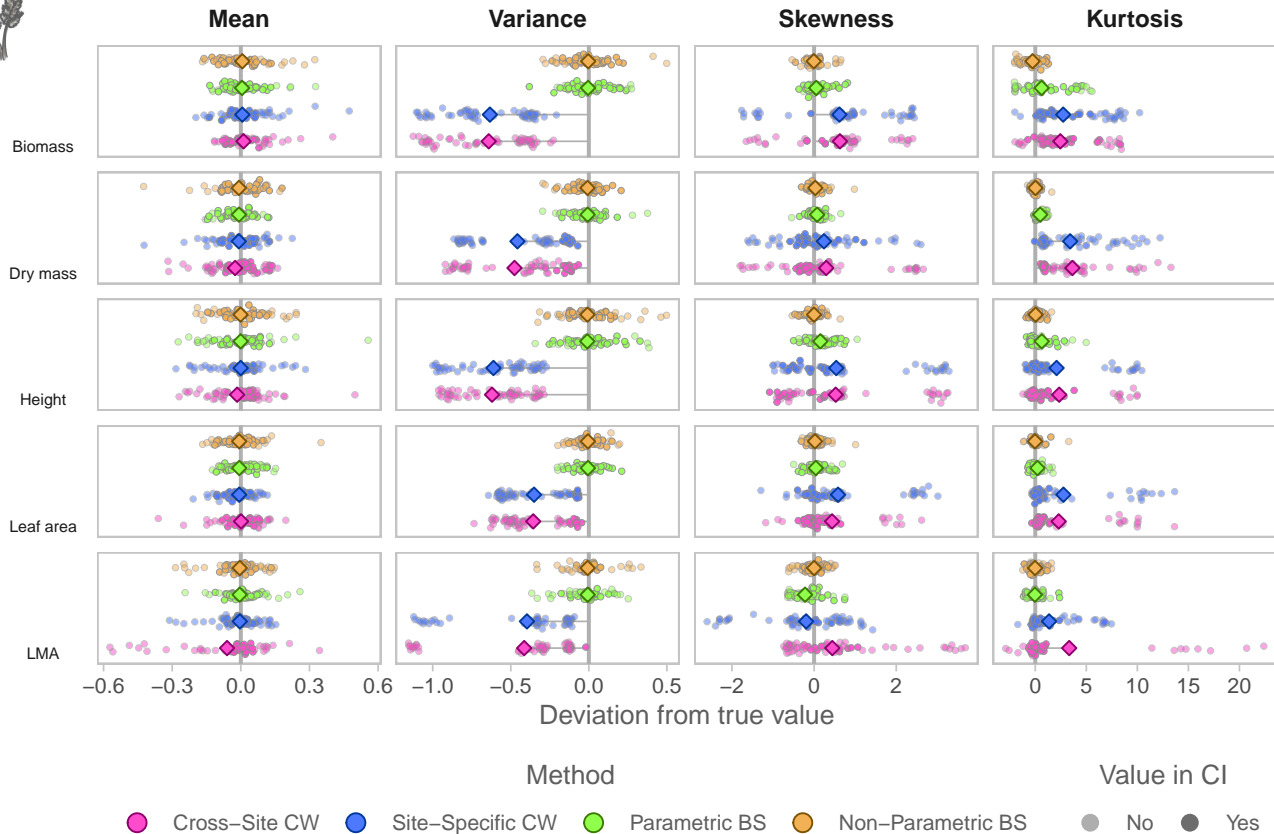 Mean Variance Skewness Kurtosis
Biomass
Dry mass
Height
Leaf area
LMA
−0.6 −0.3 0.0 0.3 0.6 −1.0 −0.5 0.0 0.5 −2 0 2 0 5 10 15 20
Deviation from true value
Method Value in CI
Cross−Site CW Site−Specific CW Parametric BS Non−Parametric BS No Yes